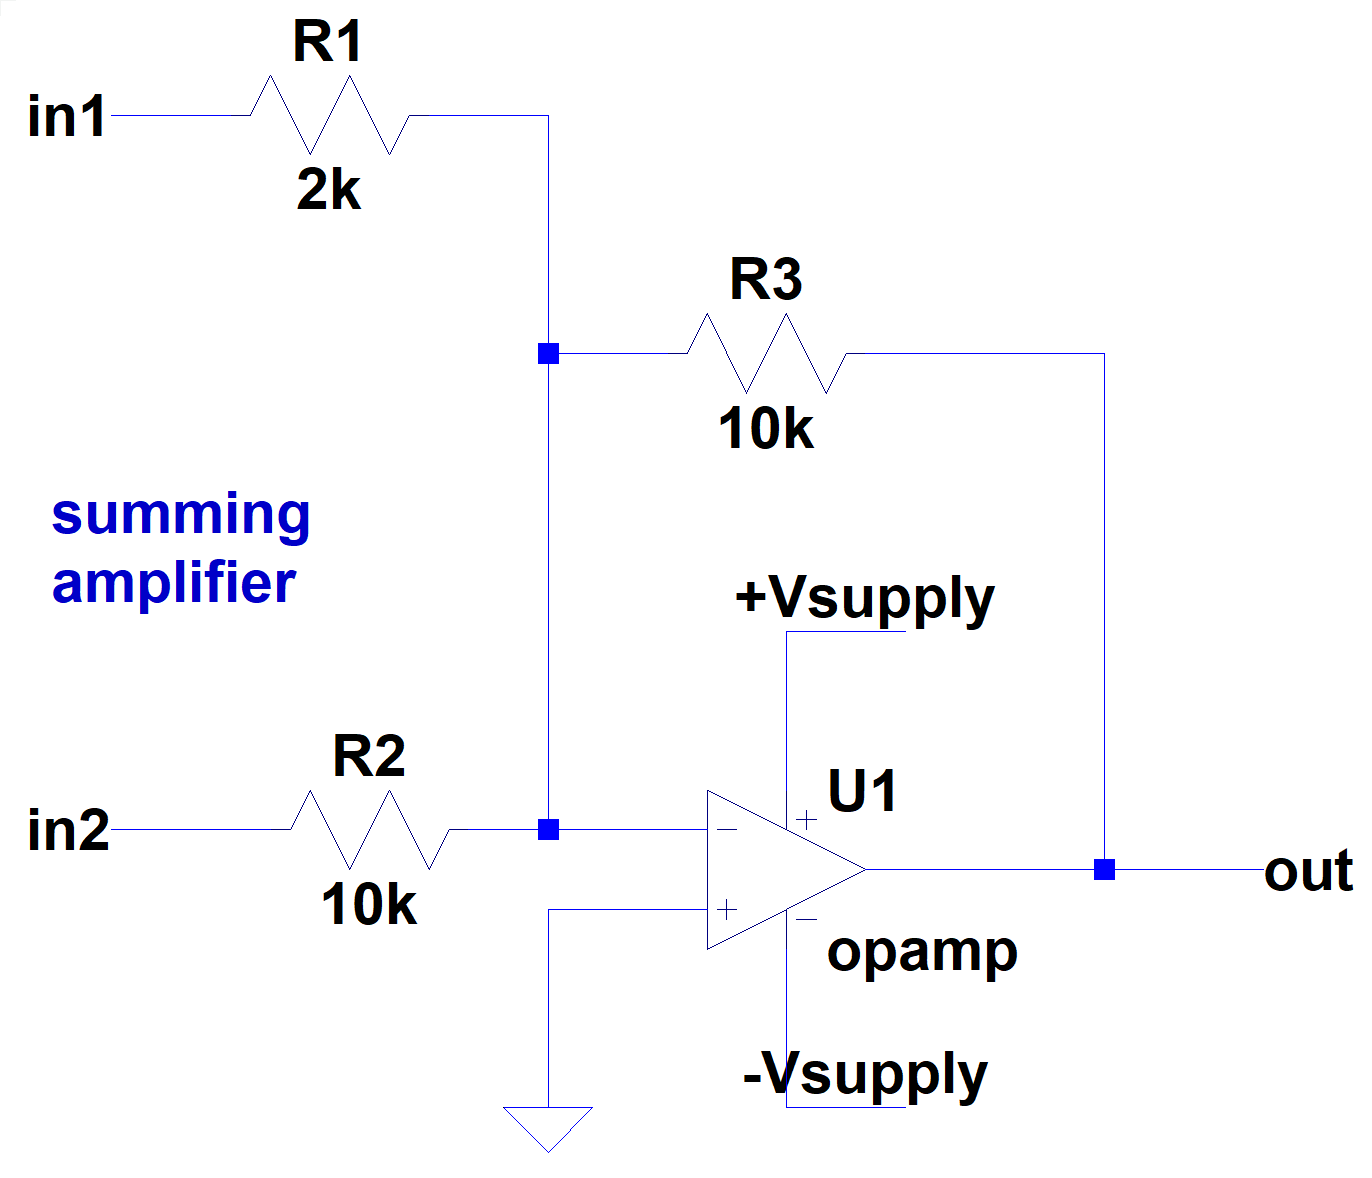 R1
in1
2k
R3
10k
summing
amplifier
+Vsupply
R2
U1
in2
out
10k
opamp
-Vsupply